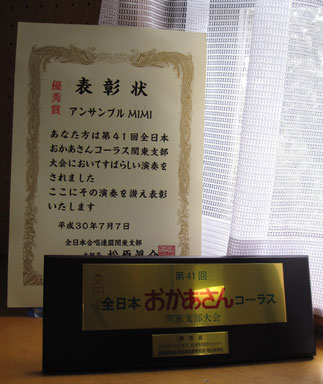 表彰状
優秀賞
アンサンブルMIMI
あなた方は第41回全日本
おかあさんコーラス関東支部
大会においてすばらしい演奏を
されました
ここにその演奏を讃え表彰
いたします
平成30年7月7日
全日本合唱連盟関東支部
第41回
全日本おかあさんコーラス
関東支部大会
優秀賞